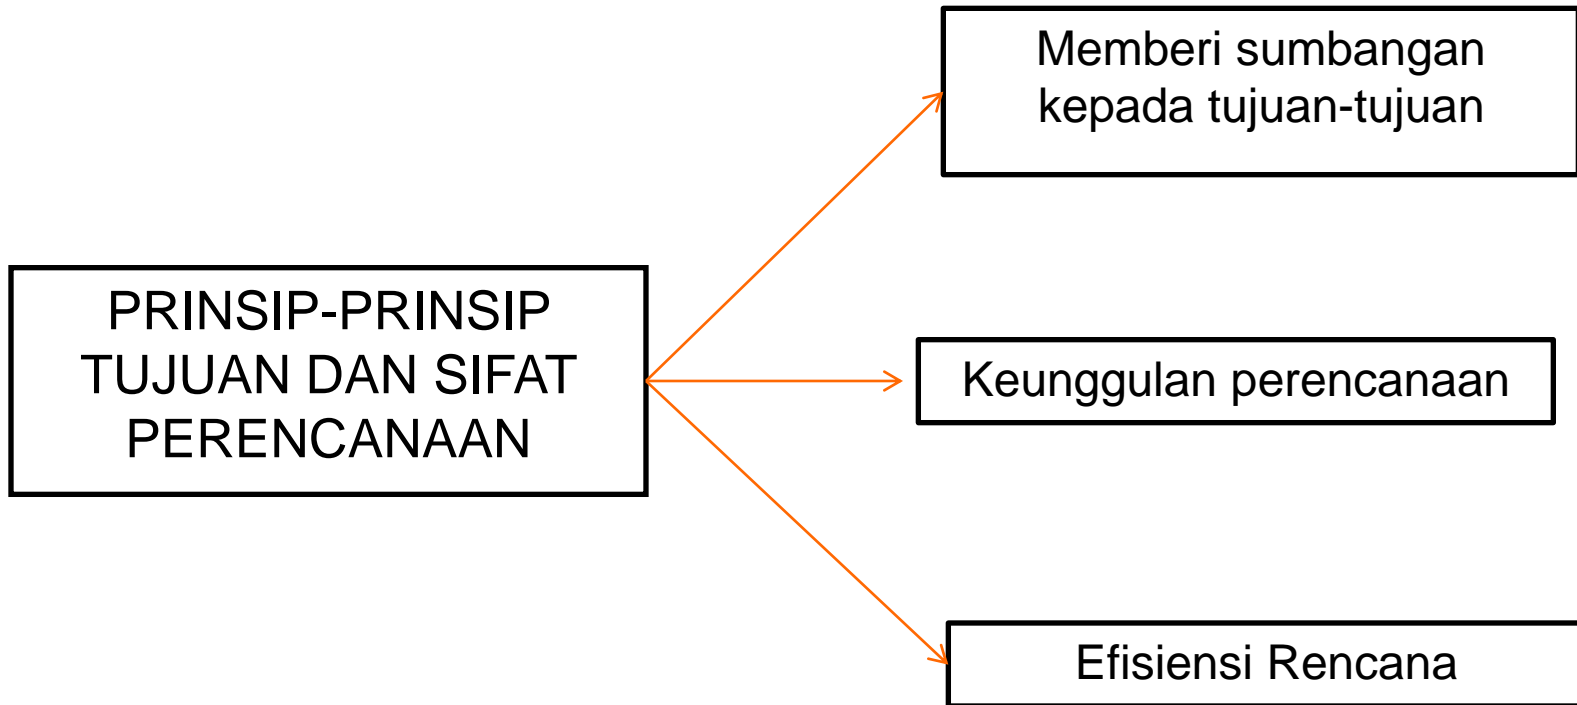 PRINSIP-PRINSIP
TUJUAN DAN SIFAT
PERENCANAAN
Memberi sumbangan
kepada tujuan-tujuan
Keunggulan perencanaan
Efisiensi Rencana